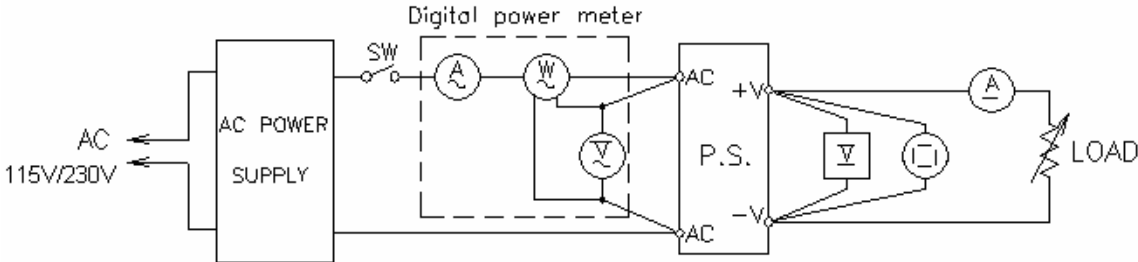 Digital power meter
SW
A
W
AC
+V
A
AC
115V/230V
AC POWER
SUPPLY
V
P.S.
V
LOAD
-V
AC